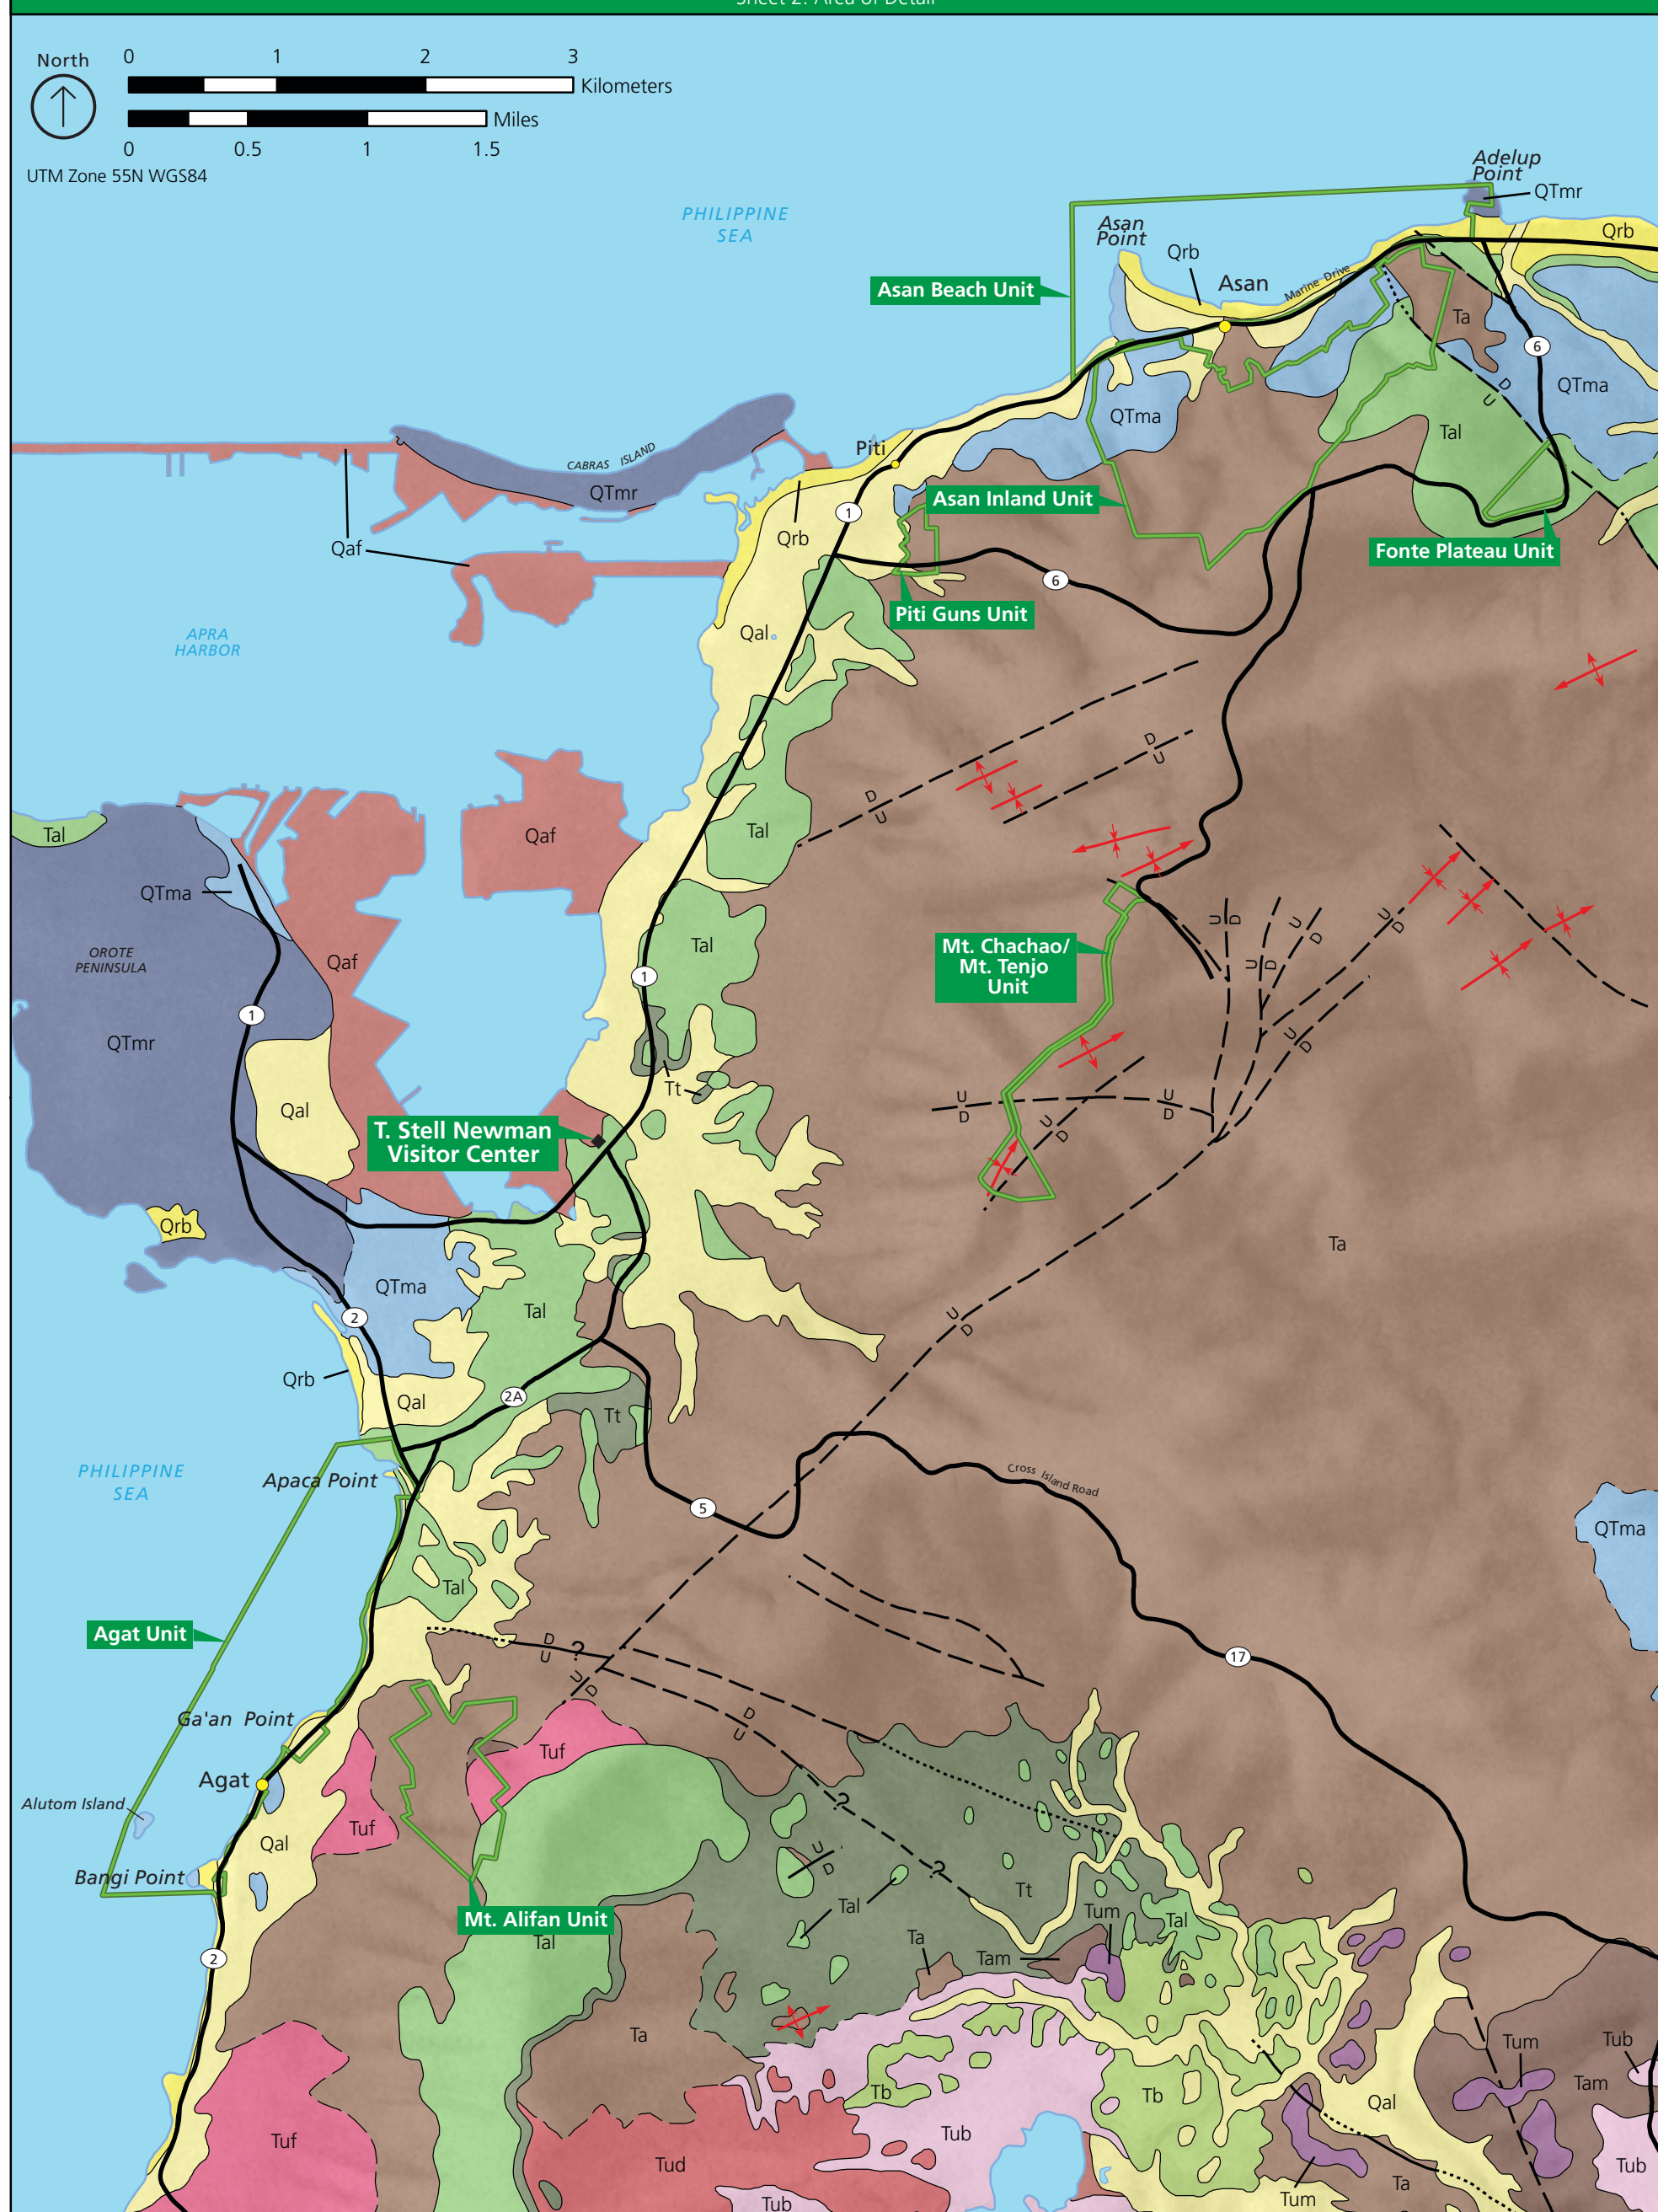 Sheet 2: Area of Detail
North
0 1 2 3
Kilometers
Miles
0 0.5 1 1.5
UTM Zone 55N WGS84
PHILIPPINE
SEA
Adelup
Point
QTmr
Asan
Point
Qrb
Qrb
Asan
Marine Drive
Asan Beach Unit
Ta
6
QTma
D
U
QTma
Tal
Piti
CABRAS ISLAND
QTmr
Asan Inland Unit
1
Qrb
Qaf
Fonte Plateau Unit
6
Piti Guns Unit
Qal
APRA
HARBOR
D
U
D
U
Tal
Qaf
Tal
QTma
OROTE
PENINSULA
Qaf
Tal
Mt. Chachao/
Mt. Tenjo
Unit
U
D
U
D
U
D
U
D
1
1
QTmr
U
D
Tt
U
D
U
D
U
D
Qal
T. Stell Newman
Visitor Center
Qrb
Ta
QTma
Tal
U
D
2
Qrb
Qal
2A
Tt
PHILIPPINE
SEA
Apaca Point
Cross Island Road
5
QTma
Tal
Agat Unit
D
U
?
17
U
D
Ga'an Point
D
U
Tuf
Agat
Alutom Island
?
Tuf
Qal
U
D
?
Bangi Point
Tt
Tal
Tum
Mt. Alifan Unit
Tal
Tal
Ta
Tam
2
Ta
Tum
Tub
Tb
Tb
Tam
Qal
Tub
Tuf
Tud
Tub
Ta
Tum
Tub